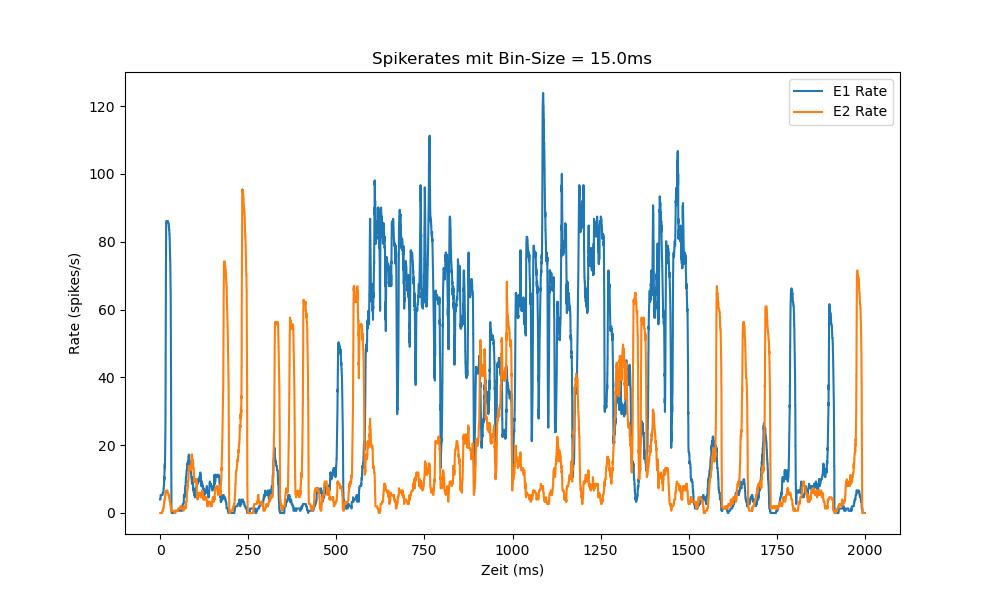 Spikerates mit Bin-Size = 15.0ms
E1 Rate
E2 Rate
Rate (spikes/s)
120
100
80
60
40
20
0
0 250 500 750 1000 1250 1500 1750 2000
Zeit (ms)